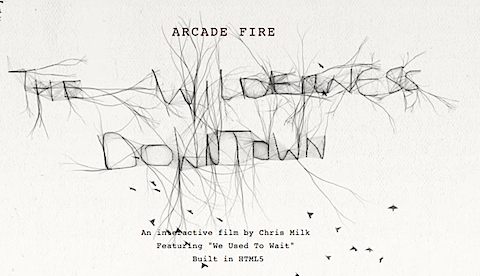 ARCADE FIRE
THE WILDERNESS
DOWNTOWN
An interactive film by Chris Milk
Featuring "We Used To Wait"
Built in HTML5